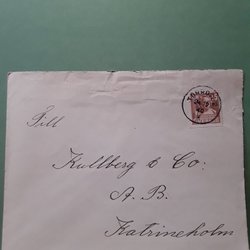 Till
Kullberg & Co:
A. B.
Katrineholm